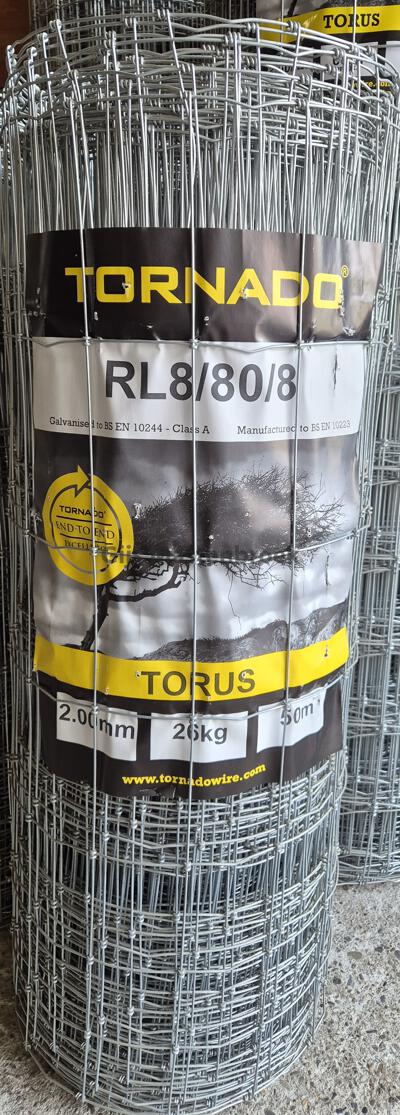 TORUS
TORNADO®
RL8/80/8
Galvanised to BS EN 10244 - Class A Manufactured to BS EN 10223
TORNADO®
END-TO-END
EXCELLENCE
TORUS
2.00mm 26kg 50m
www.tornadowire.com